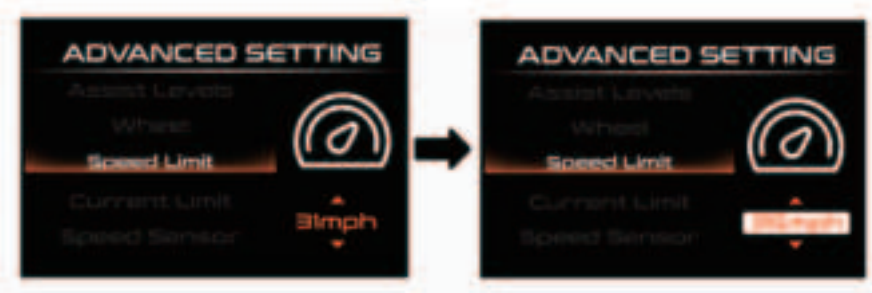 ADVANCED SETTING
Assist Levels
Wheel
Speed Limit
Current Limit
Speed Sensor
31mph
ADVANCED SETTING
Assist Levels
Wheel
Speed Limit
Current Limit
Speed Sensor